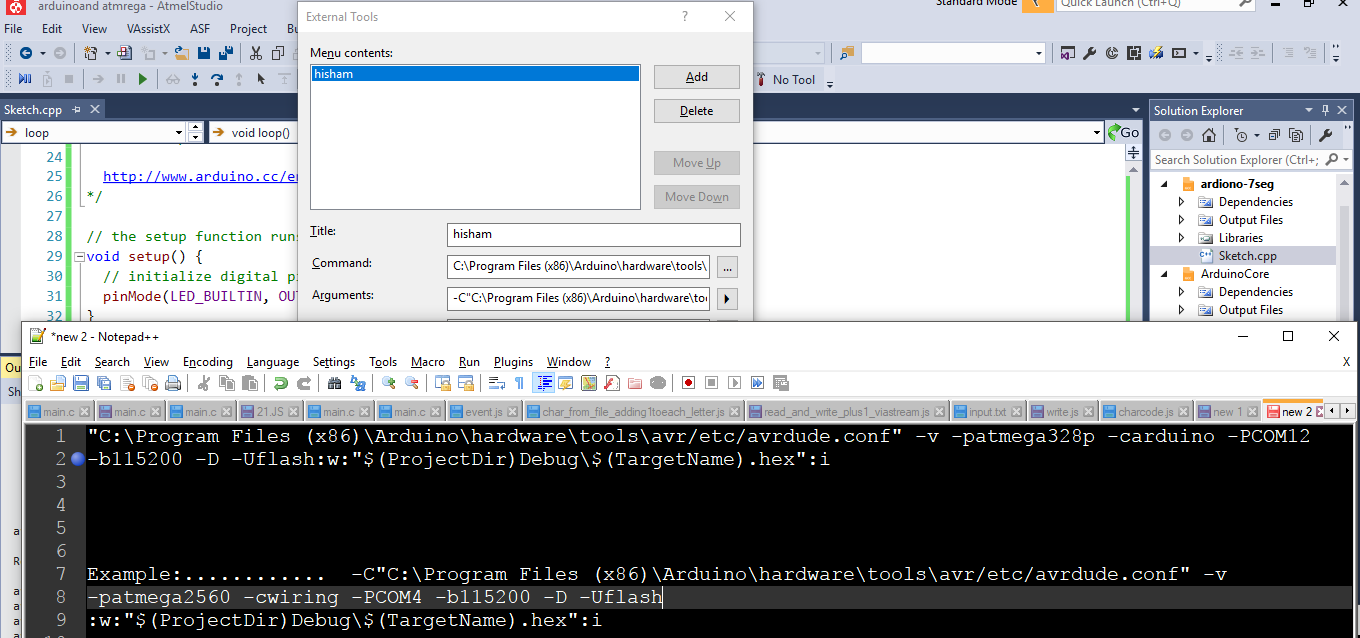 arduinoand atmrega - AtmelStudio
Standard Mode
Quick Launch (Ctrl+Q)
File Edit View VAssistX ASF Project Bu
No Tool
External Tools ?
Menu contents:
hisham
Add
Delete
Move Up
Move Down
Title: hisham
Command: C:\Program Files (x86)\Arduino\hardware\tools\ ...
Arguments: -C"C:\Program Files (x86)\Arduino\hardware\too
Sketch.cpp
loop
void loop()
Go
24
25 http://www.arduino.cc/en
26 */
27
28 // the setup function runs
29 void setup() {
30 // initialize digital pi
31 pinMode(LED_BUILTIN, OUT
32 }
Solution Explorer
Search Solution Explorer (Ctrl+;
ardiono-7seg
Dependencies
Output Files
Libraries
Sketch.cpp
ArduinoCore
Dependencies
Output Files
Ou
Sh
*new 2 - Notepad++
File Edit Search View Encoding Language Settings Tools Macro Run Plugins Window ? X
main.c main.c main.c 21.JS main.c main.c event.js char_from_file_adding1toeach_letter.js read_and_write_plus1_viastream.js input.txt write.js charcode.js new 1 new 2
1 "C:\Program Files (x86)\Arduino\hardware\tools\avr/etc/avrdude.conf" -v -patmega328p -carduino -PCOM12
2 -b115200 -D -Uflash:w:"$(ProjectDir)Debug\$(TargetName).hex":i
3
4
5
6
7 Example:............ -C"C:\Program Files (x86)\Arduino\hardware\tools\avr/etc/avrdude.conf" -v
8 -patmega2560 -cwiring -PCOM4 -b115200 -D -Uflash
9 :w:"$(ProjectDir)Debug\$(TargetName).hex":i
a
R
a
a
a